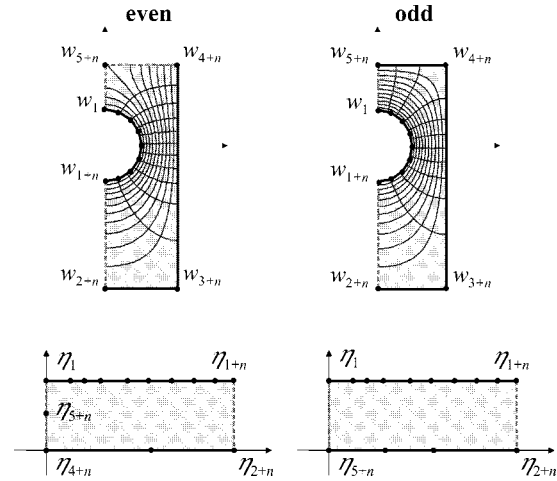 even odd
w₅₊ₙ w₄₊ₙ w₅₊ₙ w₄₊ₙ
w₁ w₁
w₁₊ₙ w₁₊ₙ
w₂₊ₙ w₃₊ₙ w₂₊ₙ w₃₊ₙ
η₁ η₁₊ₙ η₁ η₁₊ₙ
η₅₊ₙ
η₄₊ₙ η₂₊ₙ η₅₊ₙ η₂₊ₙ